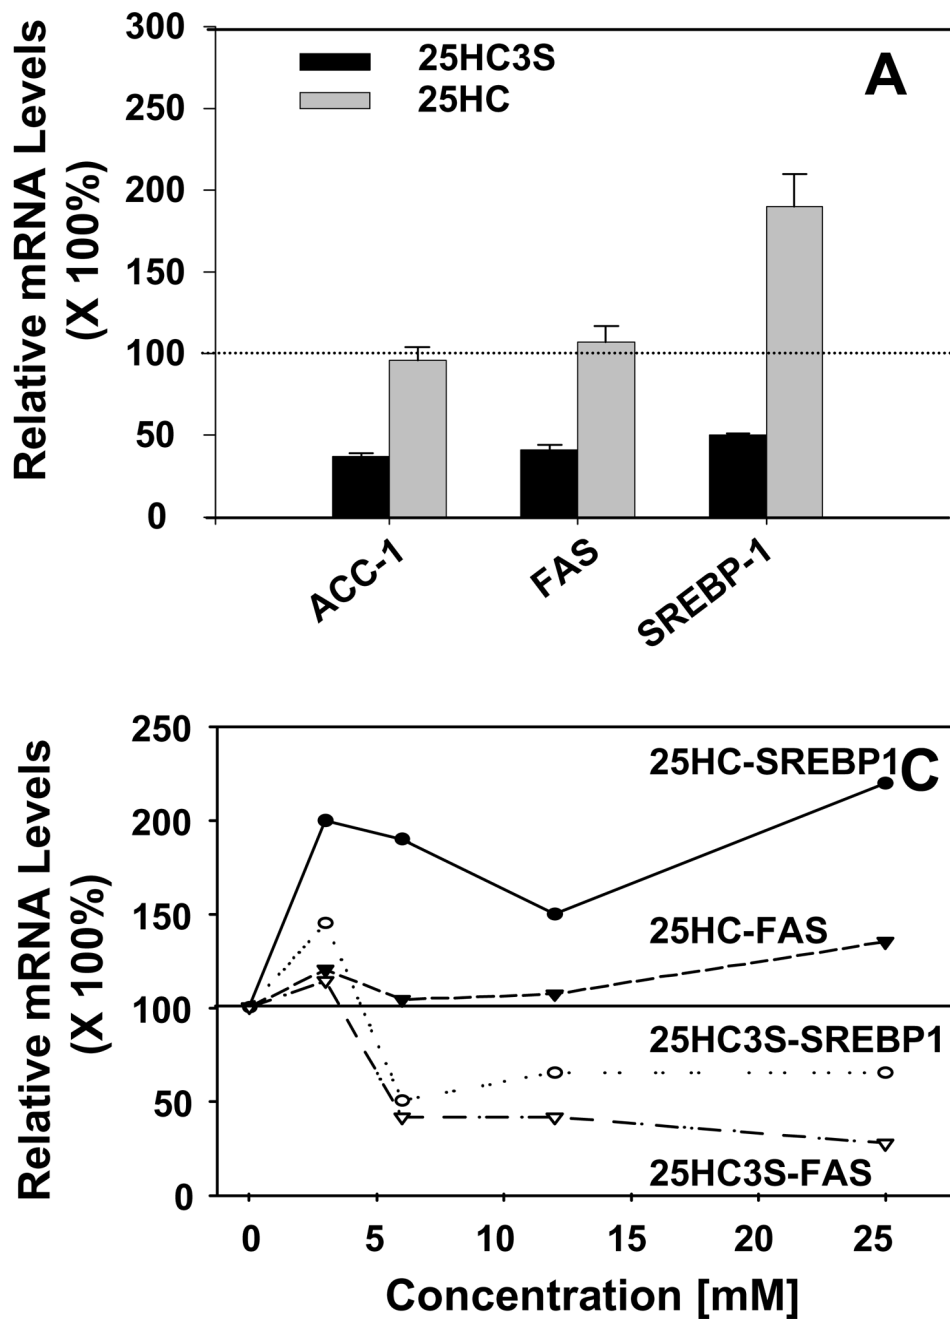 A
25HC3S
25HC
Relative mRNA Levels
(X 100%)
300
250
200
150
100
50
0
ACC-1
FAS
SREBP-1
C
25HC-SREBP1
25HC-FAS
25HC3S-SREBP1
25HC3S-FAS
Relative mRNA Levels
(X 100%)
250
200
150
100
50
0
0 5 10 15 20 25
Concentration [mM]